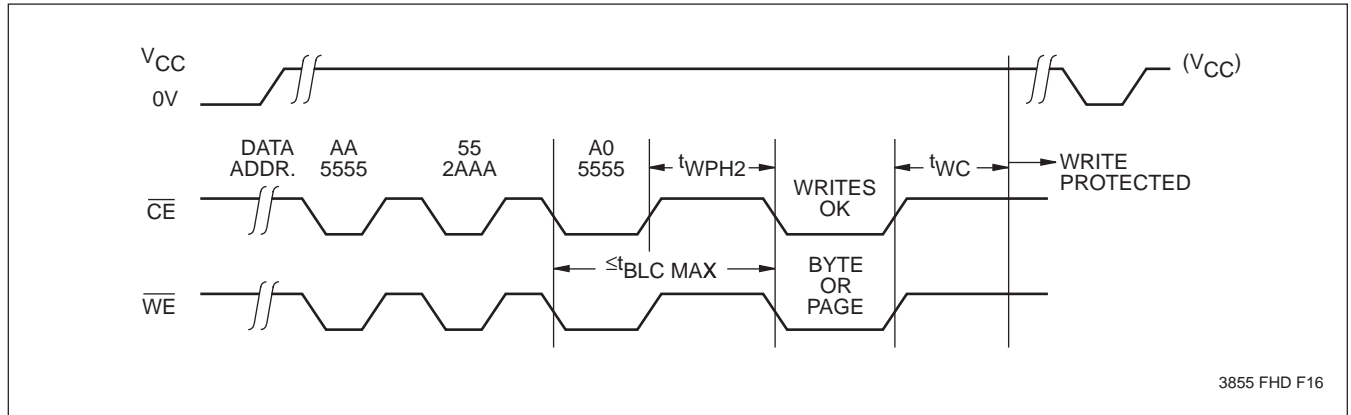 VCC
0V
(VCC)
DATA AA 55 A0
ADDR. 5555 2AAA 5555
tWPH2
WRITES
OK
tWC
WRITE
PROTECTED
CE
≤tBLC MAX
BYTE
OR
PAGE
WE
3855 FHD F16